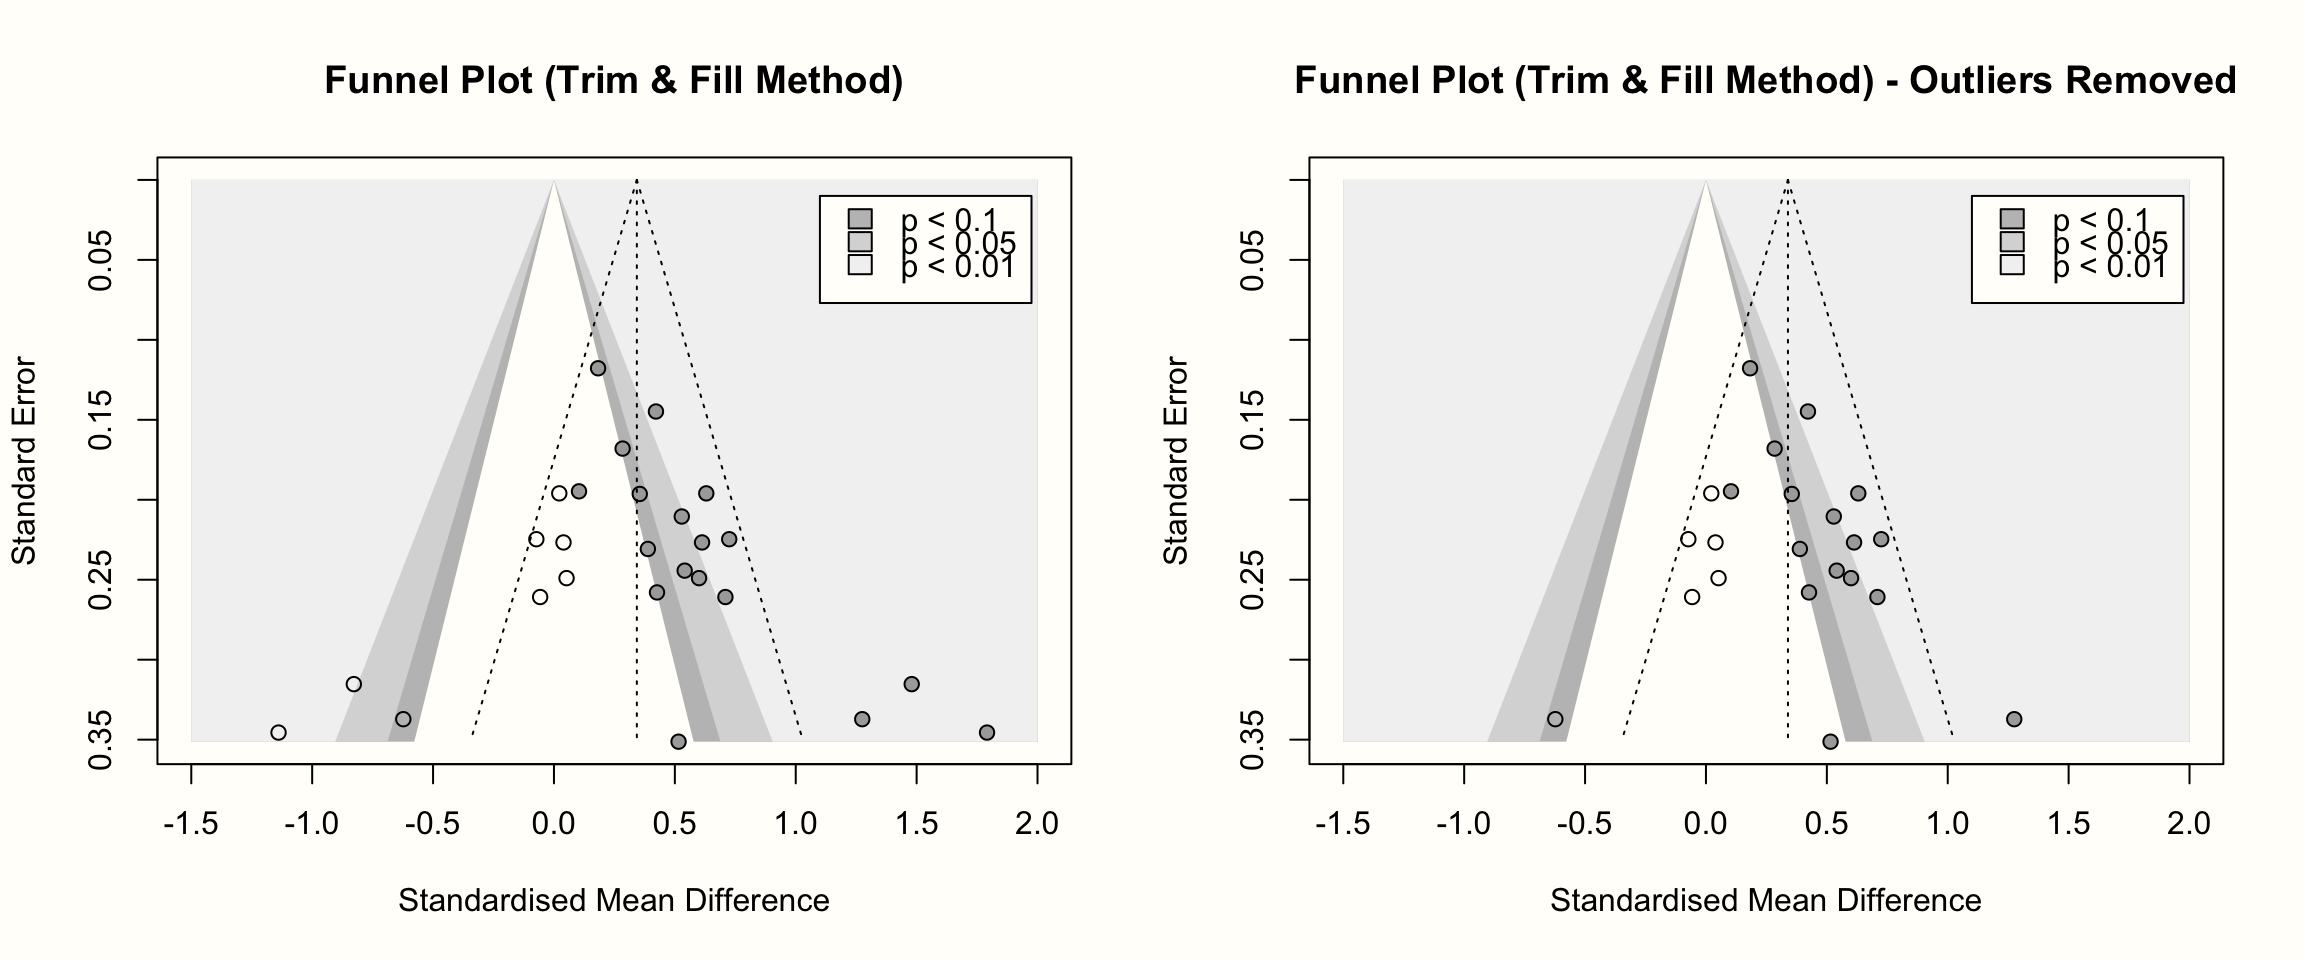 Funnel Plot (Trim & Fill Method)
p < 0.1
p < 0.05
p < 0.01
Standard Error
0.05
0.15
0.25
0.35
-1.5 -1.0 -0.5 0.0 0.5 1.0 1.5 2.0
Standardised Mean Difference
Funnel Plot (Trim & Fill Method) - Outliers Removed
p < 0.1
p < 0.05
p < 0.01
Standard Error
0.05
0.15
0.25
0.35
-1.5 -1.0 -0.5 0.0 0.5 1.0 1.5 2.0
Standardised Mean Difference